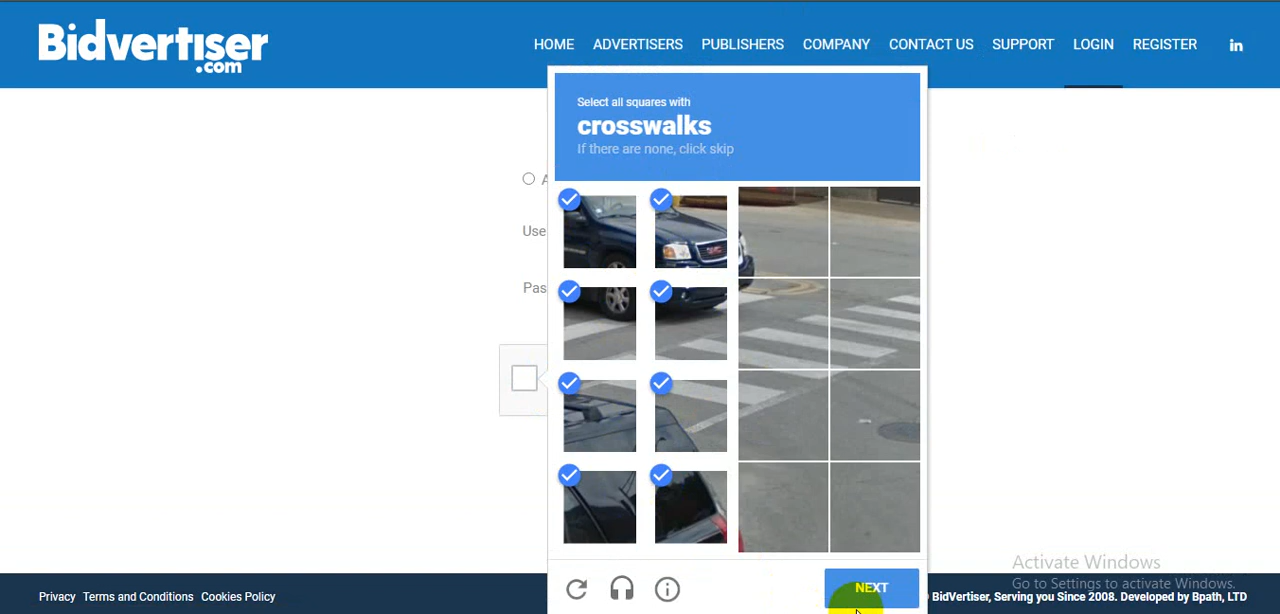 Bidvertiser
.com
HOME ADVERTISERS PUBLISHERS COMPANY CONTACT US SUPPORT LOGIN REGISTER in
Select all squares with
crosswalks
If there are none, click skip
A
Use
Pas
GMC
NEXT
Activate Windows
Go to Settings to activate Windows.
Privacy Terms and Conditions Cookies Policy
BidVertiser, Serving you Since 2008. Developed by Bpath, LTD